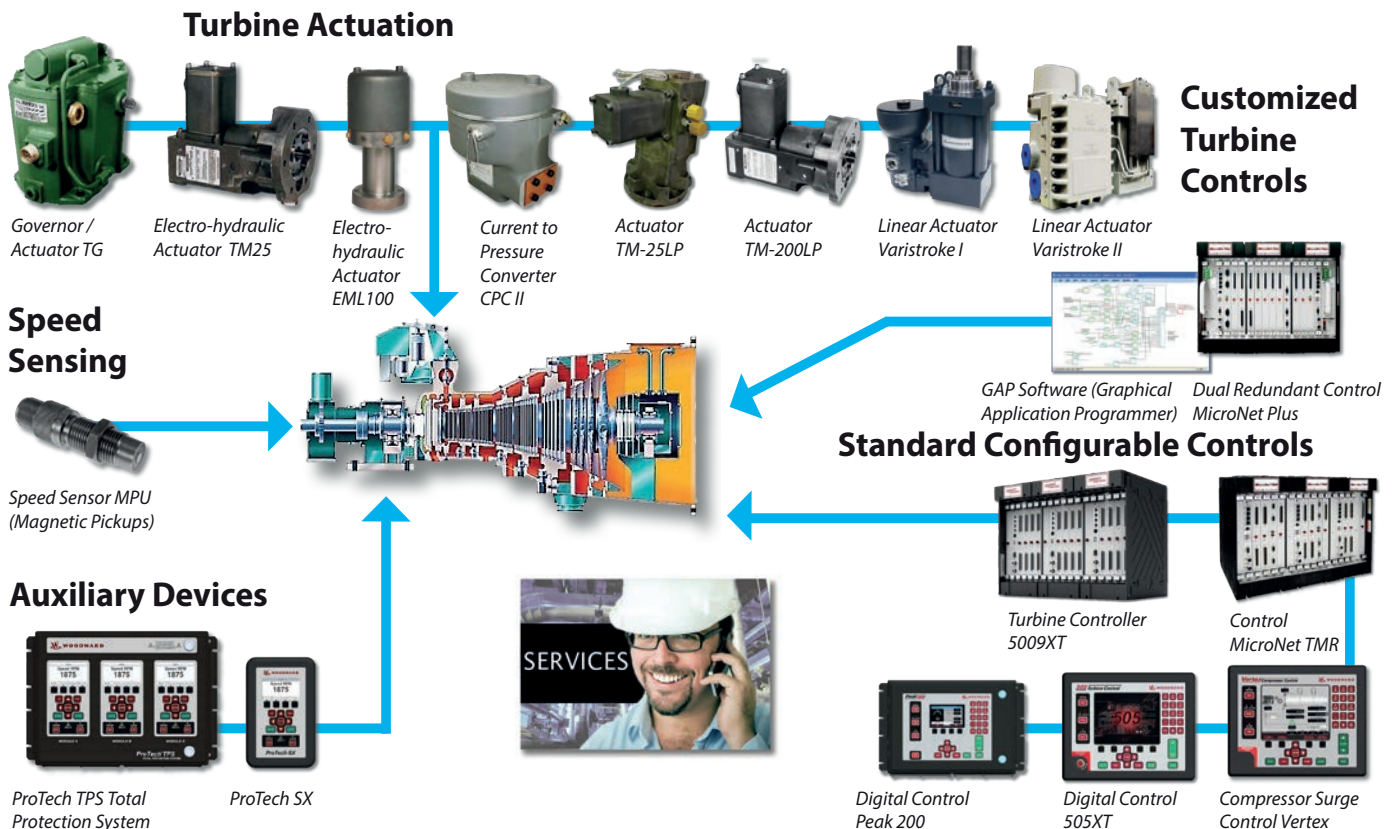 Turbine Actuation
Governor /
Actuator TG
Electro-hydraulic
Actuator TM25
Electro-
hydraulic
Actuator
EML100
Current to
Pressure
Converter
CPC II
Actuator
TM-25LP
Actuator
TM-200LP
Linear Actuator
Varistroke I
Linear Actuator
Varistroke II
Customized
Turbine
Controls
GAP Software (Graphical
Application Programmer)
Dual Redundant Control
MicroNet Plus
Speed
Sensing
Speed Sensor MPU
(Magnetic Pickups)
Standard Configurable Controls
Turbine Controller
5009XT
Control
MicroNet TMR
Auxiliary Devices
WOODWARD
1875
1875
1875
ProTech TPS
1875
ProTech-SX
ProTech TPS Total
Protection System
ProTech SX
SERVICES
505
Digital Control
Peak 200
Digital Control
505XT
Compressor Surge
Control Vertex